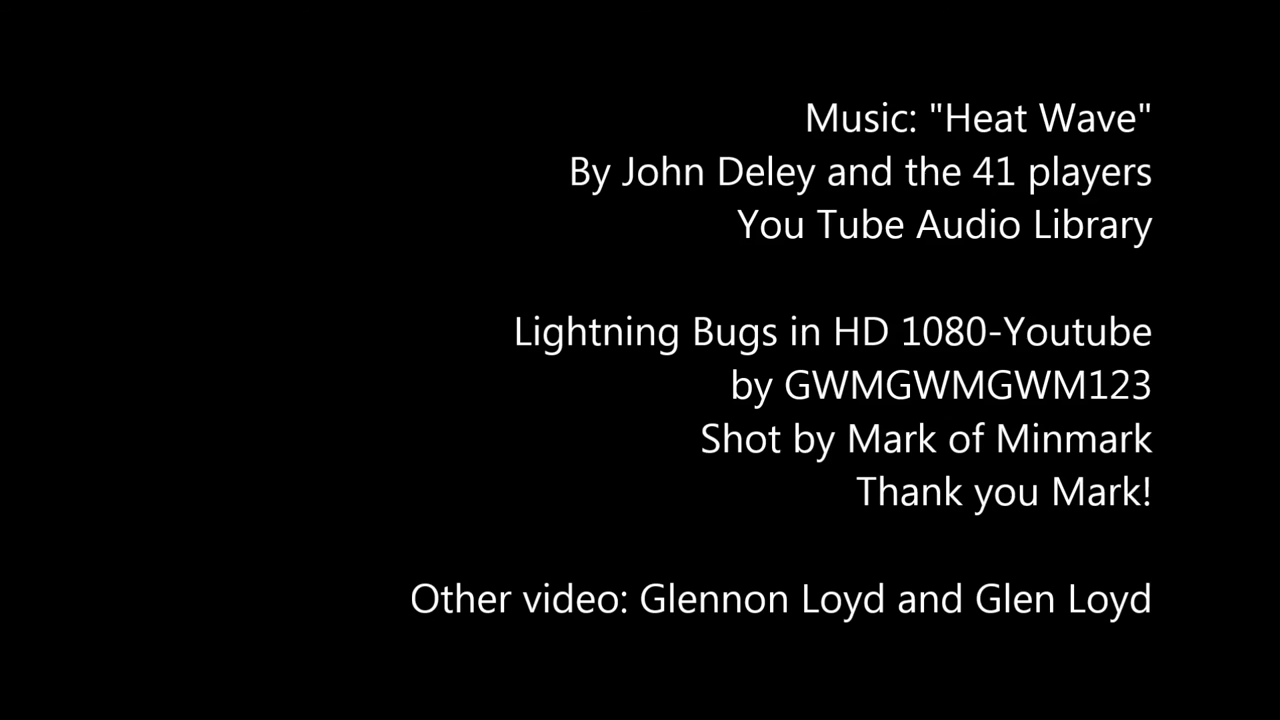 Music: "Heat Wave"
By John Deley and the 41 players
You Tube Audio Library
Lightning Bugs in HD 1080-Youtube
by GWMGWMGWM123
Shot by Mark of Minmark
Thank you Mark!
Other video: Glennon Loyd and Glen Loyd